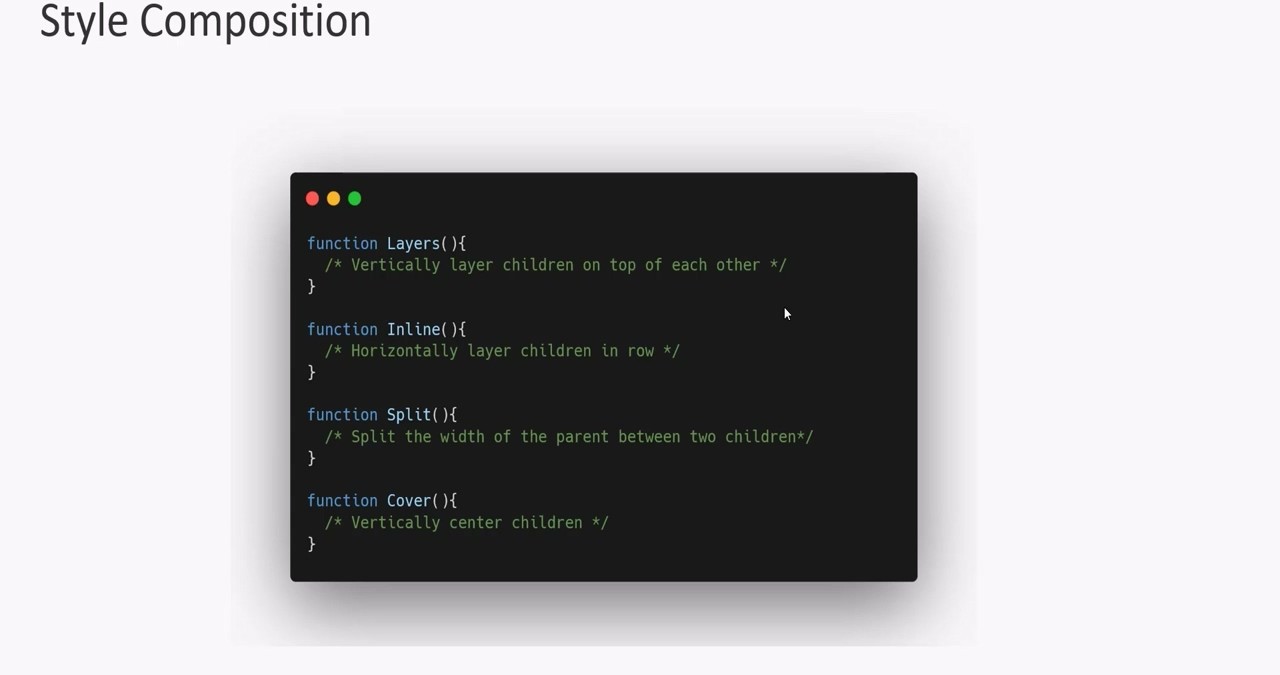 Style Composition
function Layers(){
  /* Vertically layer children on top of each other */
}
function Inline(){
  /* Horizontally layer children in row */
}
function Split(){
  /* Split the width of the parent between two children*/
}
function Cover(){
  /* Vertically center children */
}